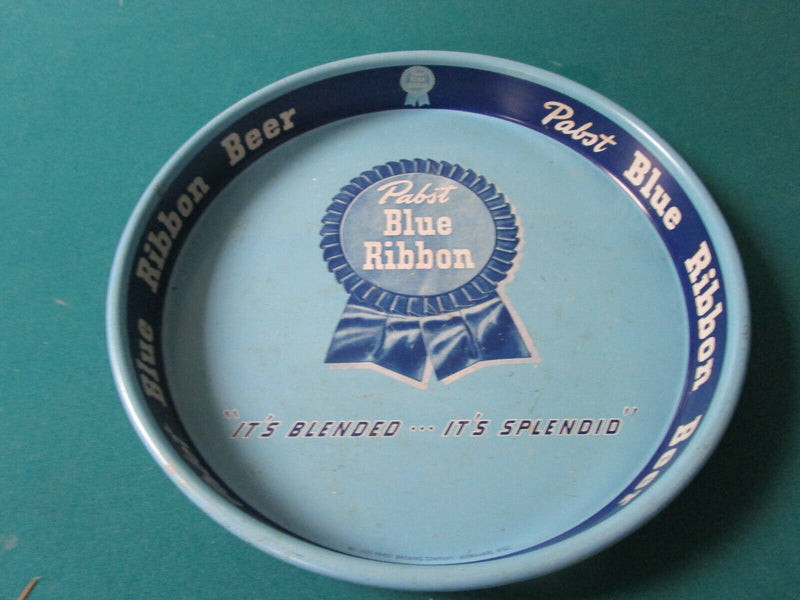 Pabst
Blue
Ribbon
"IT'S BLENDED ... IT'S SPLENDID"
Pabst Blue Ribbon Beer
Blue Ribbon Beer